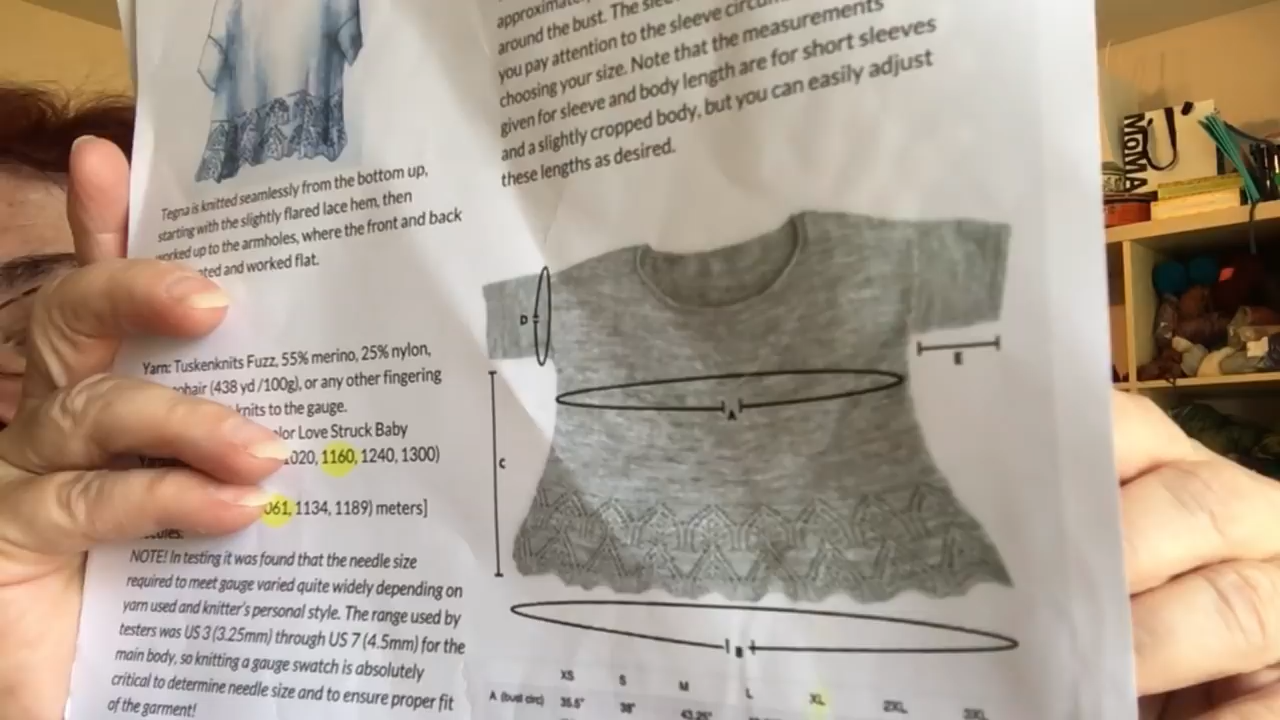 Tegna is knitted seamlessly from the bottom up,
starting with the slightly flared lace hem, then
worked up to the armholes, where the front and back
and worked flat.
Yarn: Tuskenknits Fuzz, 55% merino, 25% nylon,
(438 yd /100g), or any other fingering
knits to the gauge.
Love Struck Baby
1020, 1160, 1240, 1300)
1134, 1189) meters]
NOTE! In testing it was found that the needle size
required to meet gauge varied quite widely depending on
yarn used and knitter's personal style. The range used by
testers was US 3 (3.25mm) through US 7 (4.5mm) for the
main body, so knitting a gauge swatch is absolutely
critical to determine needle size and to ensure proper fit
of the garment!
around the bust. The
you pay attention to the sleeve
choosing your size. Note that the measurements
given for sleeve and body length are for short sleeves
and a slightly cropped body, but you can easily adjust
these lengths as desired.
D
E
A
C
B
XS S M L XL 2XL 3XL
A (bust circ) 35.5" 38" 43.25"
MoMA